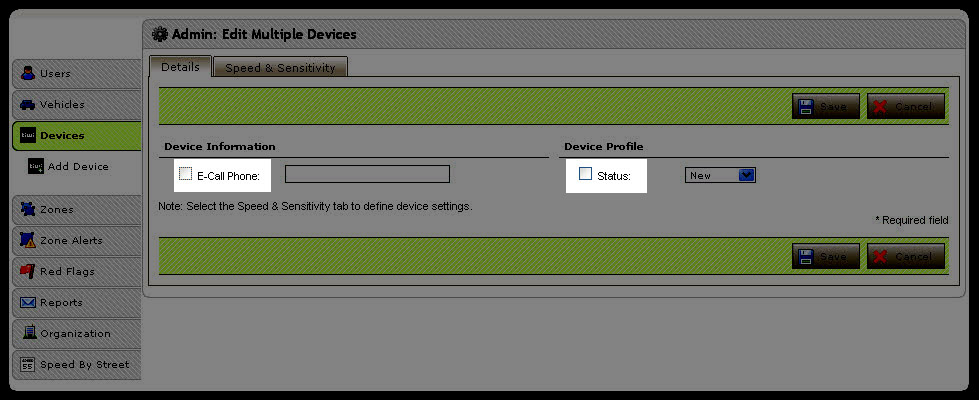 Admin: Edit Multiple Devices
Details
Speed & Sensitivity
Users
Vehicles
Devices
Add Device
Zones
Zone Alerts
Red Flags
Reports
Organization
Speed By Street
Save
Cancel
Device Information
Device Profile
E-Call Phone:
Status:
New
Note: Select the Speed & Sensitivity tab to define device settings.
* Required field
Save
Cancel